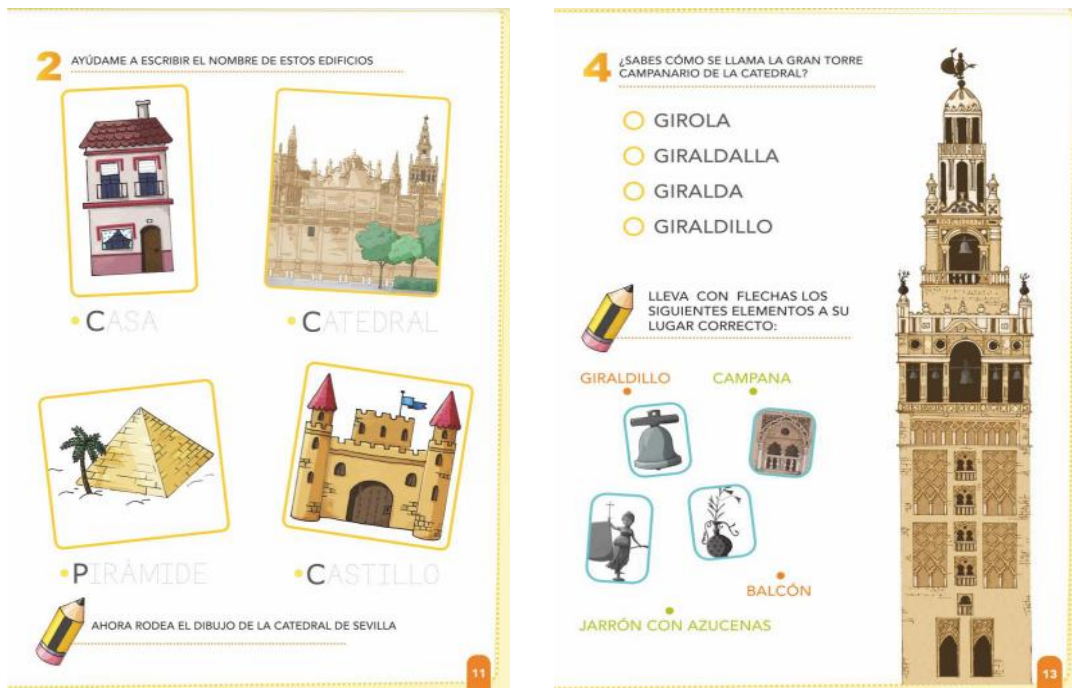 2 AYÚDAME A ESCRIBIR EL NOMBRE DE ESTOS EDIFICIOS
CASA
CATEDRAL
PIRÀMIDE
CASTILLO
AHORA RODEA EL DIBUJO DE LA CATEDRAL DE SEVILLA
11
4 ¿SABES CÓMO SE LLAMA LA GRAN TORRE
CAMPANARIO DE LA CATEDRAL?
GIROLA
GIRALDALLA
GIRALDA
GIRALDILLO
LLEVA CON FLECHAS LOS
SIGUIENTES ELEMENTOS A SU
LUGAR CORRECTO:
GIRALDILLO
CAMPANA
BALCÓN
JARRÓN CON AZUCENAS
13